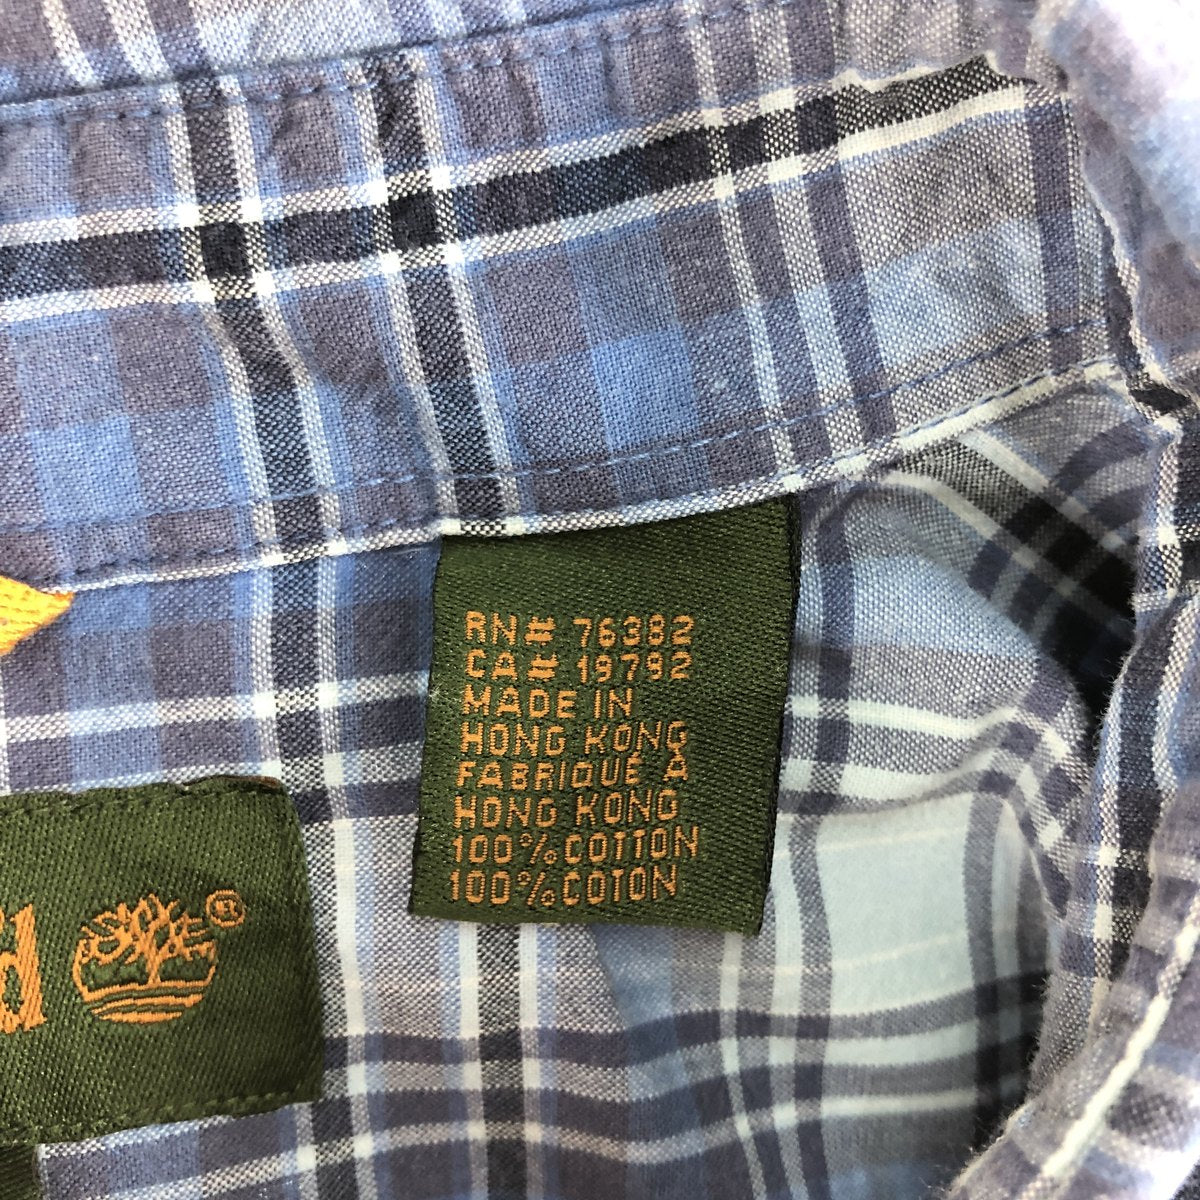 RN# 76382
CA# 19792
MADE IN
HONG KONG
FABRIQUÉ À
HONG KONG
100% COTTON
100% COTON
d ®